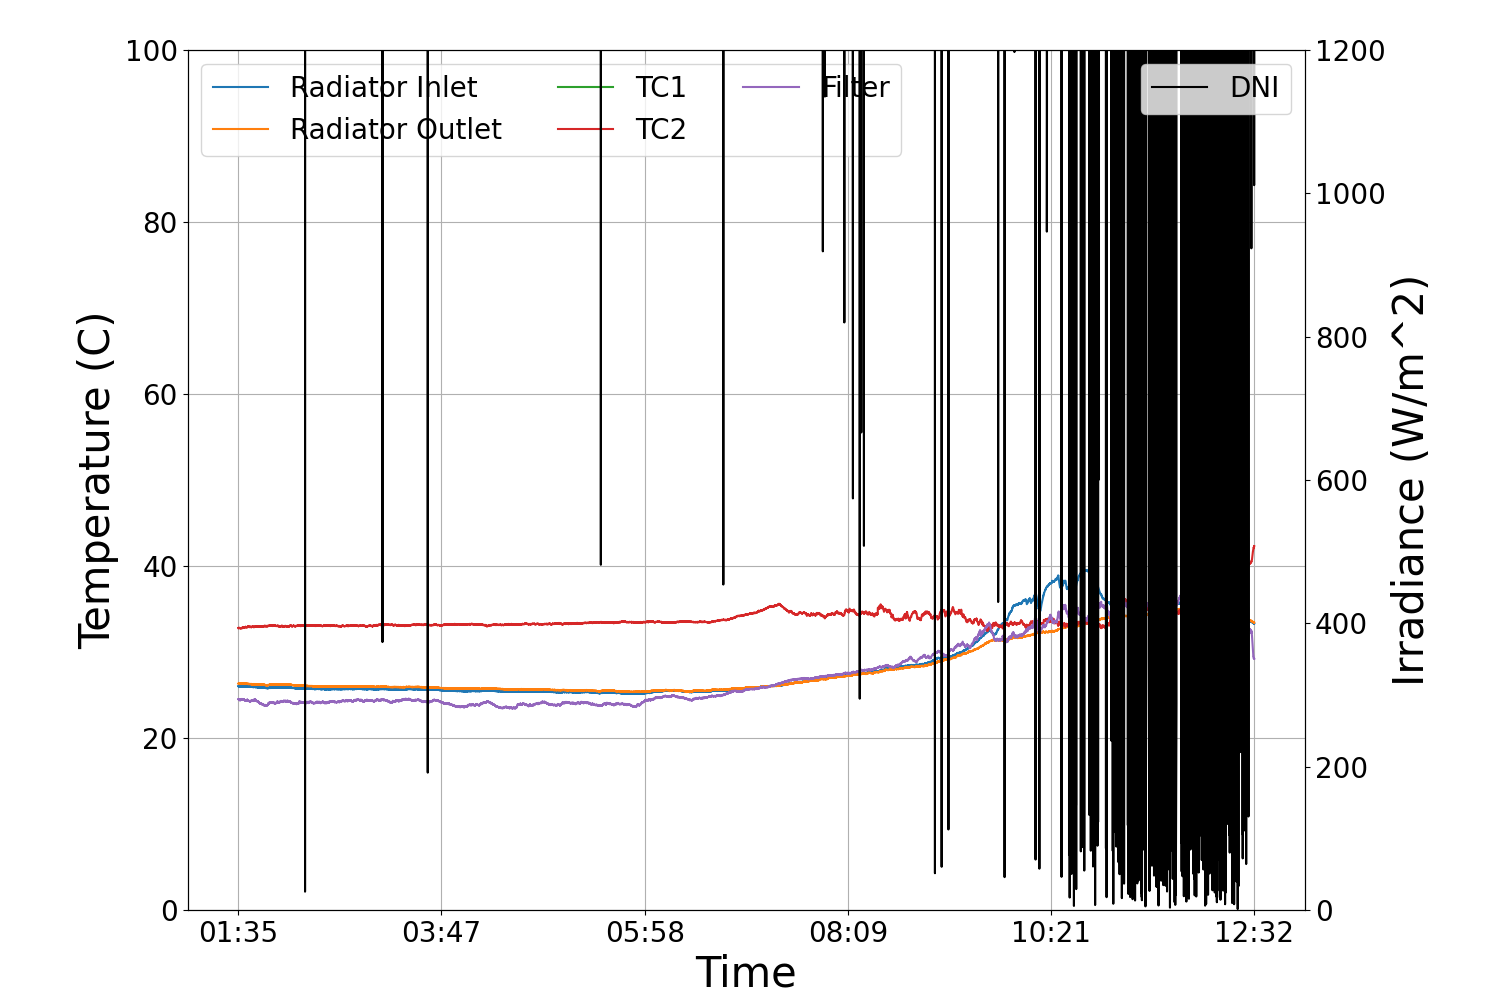 100
80
60
40
20
0
Temperature (C)
Radiator Inlet
Radiator Outlet
TC1
TC2
Filter
DNI
1200
1000
800
600
400
200
0
Irradiance (W/m^2)
01:35 03:47 05:58 08:09 10:21 12:32
Time